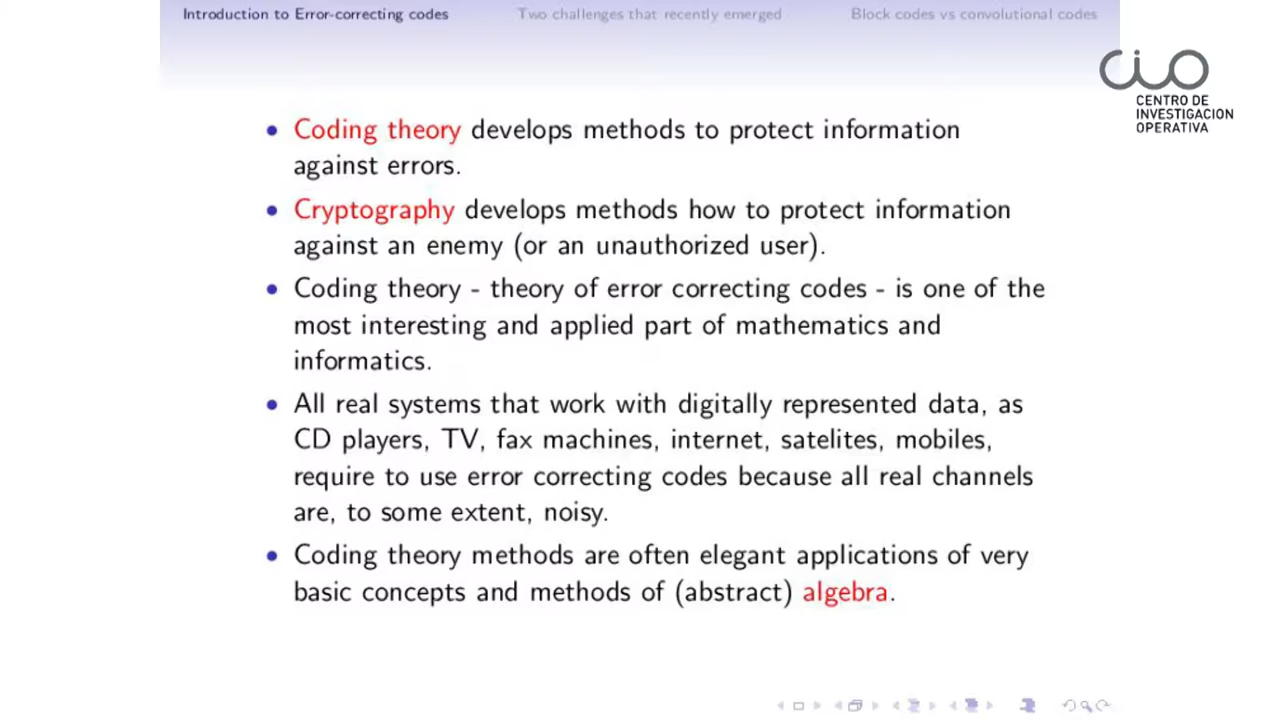 Introduction to Error-correcting codes Two challenges that recently emerged Block codes vs convolutional codes
CIO
CENTRO DE
INVESTIGACION
OPERATIVA
• Coding theory develops methods to protect information
against errors.
• Cryptography develops methods how to protect information
against an enemy (or an unauthorized user).
• Coding theory - theory of error correcting codes - is one of the
most interesting and applied part of mathematics and
informatics.
• All real systems that work with digitally represented data, as
CD players, TV, fax machines, internet, satelites, mobiles,
require to use error correcting codes because all real channels
are, to some extent, noisy.
• Coding theory methods are often elegant applications of very
basic concepts and methods of (abstract) algebra.